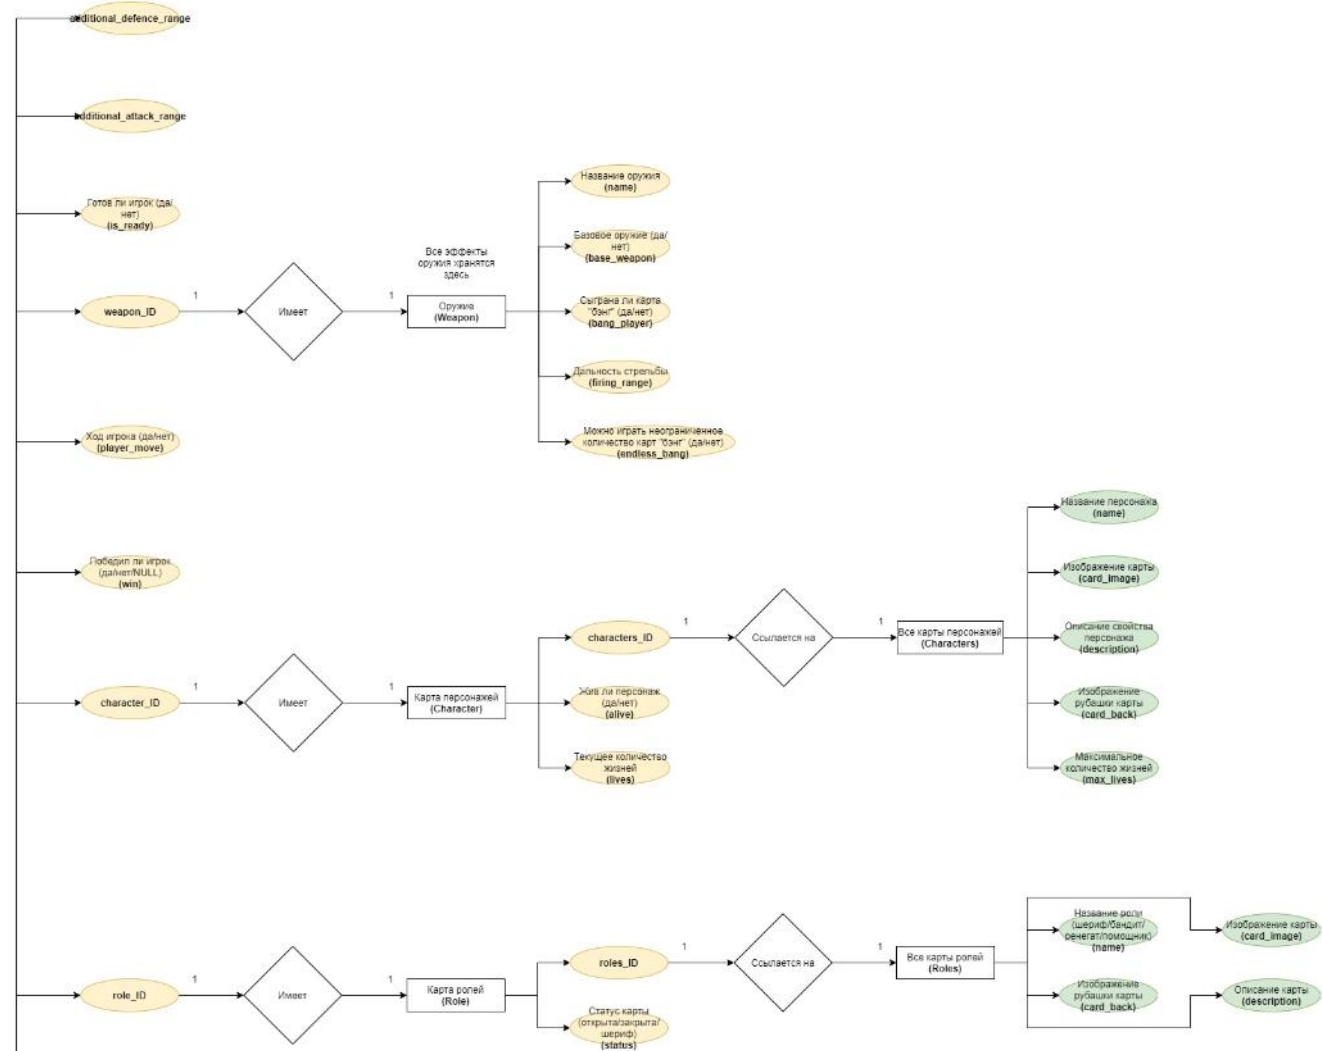 additional_defence_range
additional_attack_range
Готов ли игрок (да/
нет)
(is_ready)
weapon_ID
1
Имеет
1
Все эффекты
оружия хранятся
здесь
Оружие
(Weapon)
Название оружия
(name)
Базовое оружие (да/
нет)
(base_weapon)
Сыграна ли карта
"бэнг" (да/нет)
(bang_player)
Дальность стрельбы
(firing_range)
Можно играть неограниченное
количество карт "бэнг" (да/нет)
(endless_bang)
Ход игрока (да/нет)
(player_move)
Победил ли игрок
(да/нет/NULL)
(win)
character_ID
1
Имеет
1
Карта персонажей
(Character)
characters_ID
Жив ли персонаж
(да/нет)
(alive)
Текущее количество
жизней
(lives)
1
Ссылается на
1
Все карты персонажей
(Characters)
Название персонажа
(name)
Изображение карты
(card_image)
Описание свойства
персонажа
(description)
Изображение
рубашки карты
(card_back)
Максимальное
количество жизней
(max_lives)
role_ID
1
Имеет
1
Карта ролей
(Role)
roles_ID
Статус карты
(открыта/закрыта/
шериф)
(status)
1
Ссылается на
1
Все карты ролей
(Roles)
Название роли
(шериф/бандит/
ренегат/помощник)
(name)
Изображение карты
(card_image)
Изображение
рубашки карты
(card_back)
Описание карты
(description)